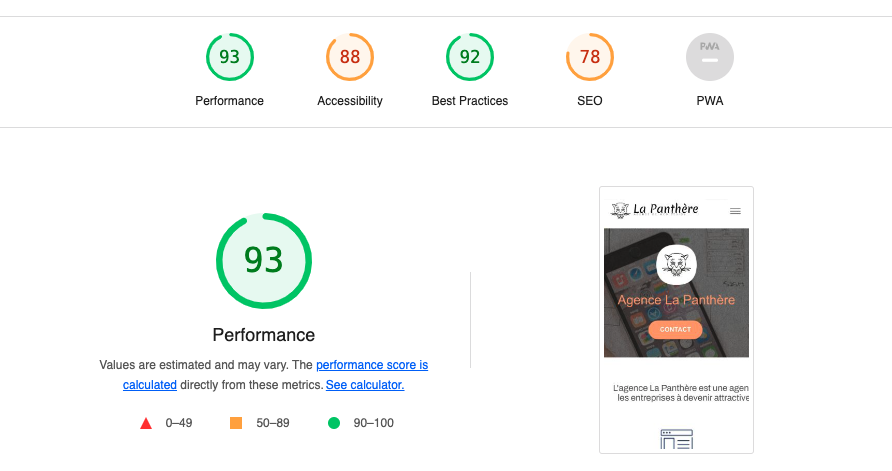 93
88
92
78
PWA
Performance
Accessibility
Best Practices
SEO
PWA
93
Performance
Values are estimated and may vary. The performance score is
calculated directly from these metrics. See calculator.
0–49
50–89
90–100
La Panthère
Agence La Panthère
CONTACT
L'agence La Panthère est une agen
les entreprises à devenir attractive